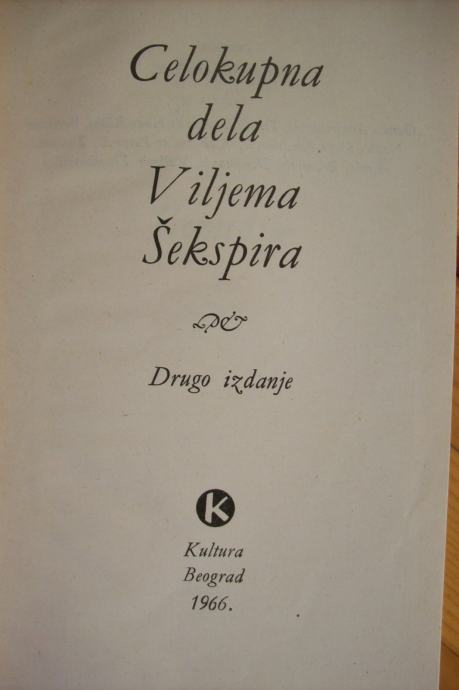 Celokupna
dela
Viljema
Šekspira
Drugo izdanje
K
Kultura
Beograd
1966.